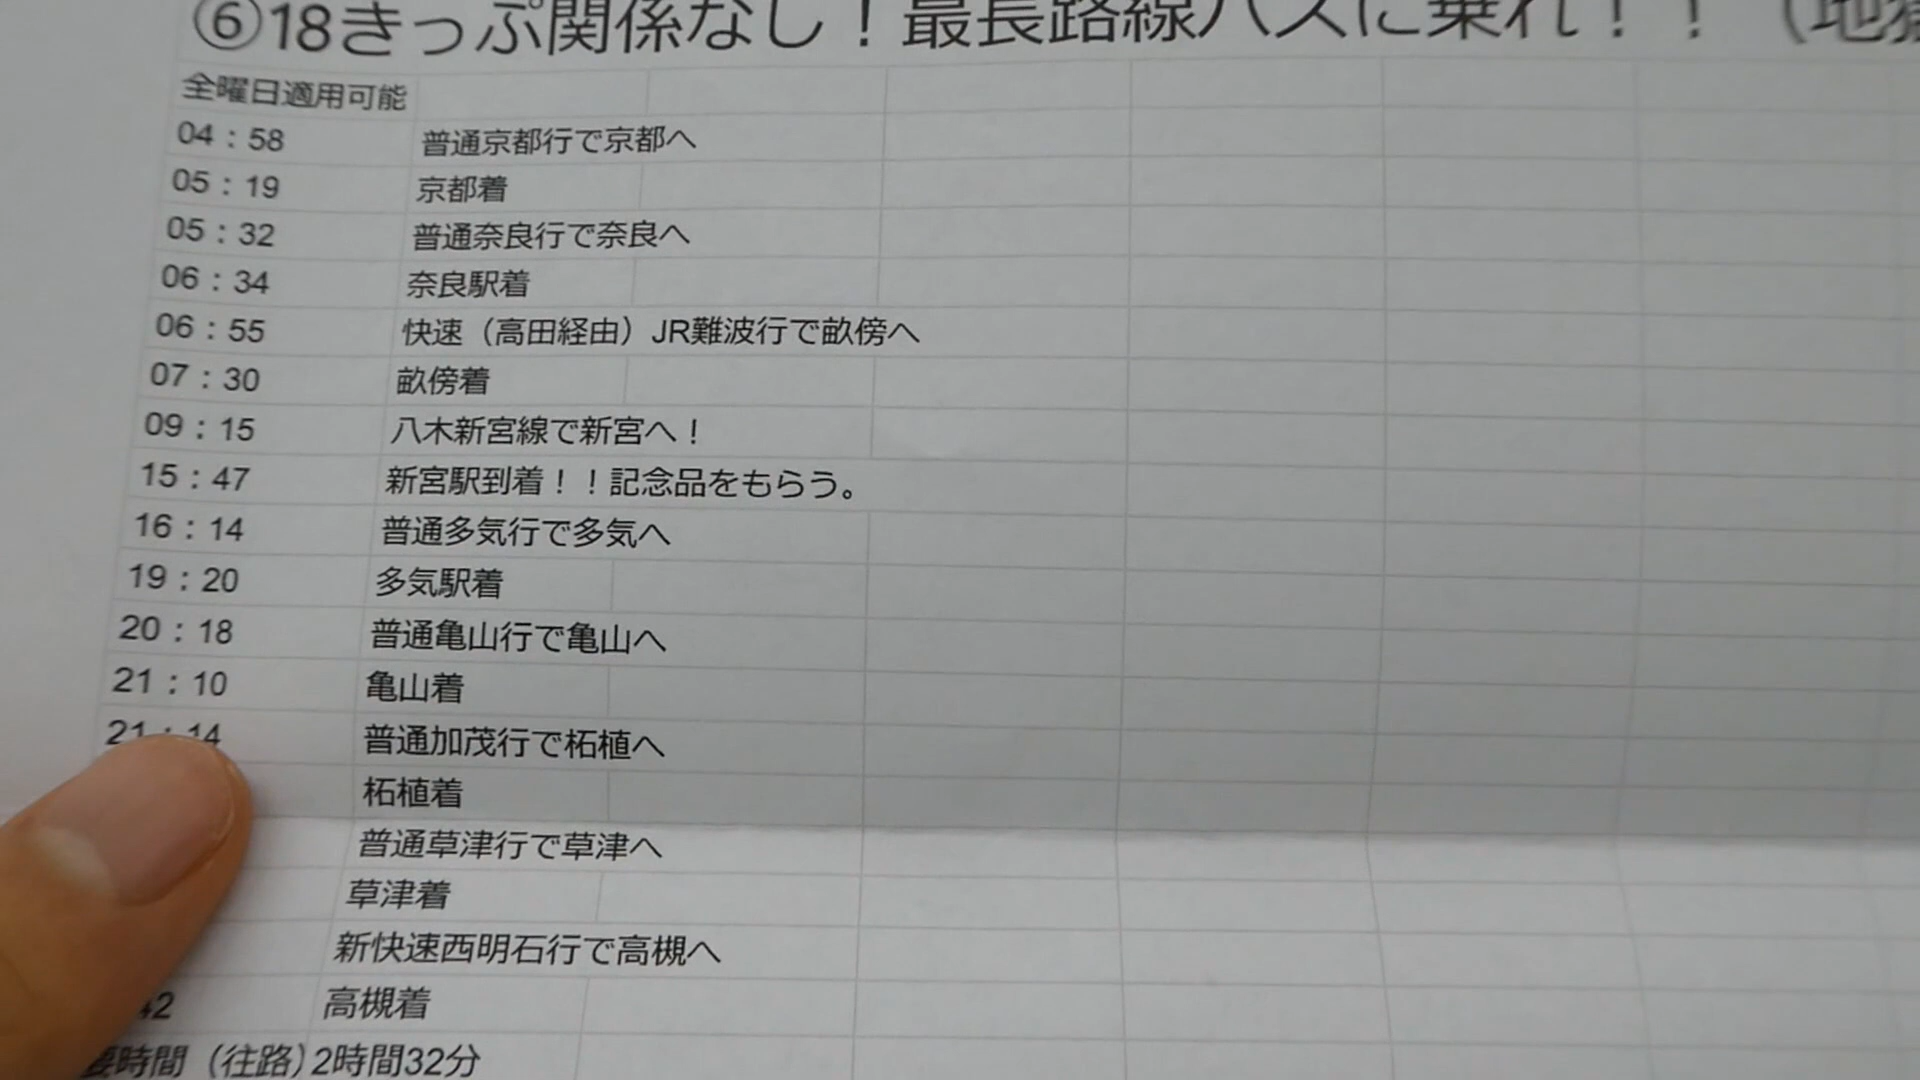 ⑥18きっぷ関係なし！最長路線バスに乗れ！！（地獄
全曜日適用可能
04：58 普通京都行で京都へ
05：19 京都着
05：32 普通奈良行で奈良へ
06：34 奈良駅着
06：55 快速（高田経由）JR難波行で畝傍へ
07：30 畝傍着
09：15 八木新宮線で新宮へ！
15：47 新宮駅到着！！記念品をもらう。
16：14 普通多気行で多気へ
19：20 多気駅着
20：18 普通亀山行で亀山へ
21：10 亀山着
21：14 普通加茂行で柘植へ
柘植着
普通草津行で草津へ
草津着
新快速西明石行で高槻へ
42 高槻着
要時間（往路）2時間32分